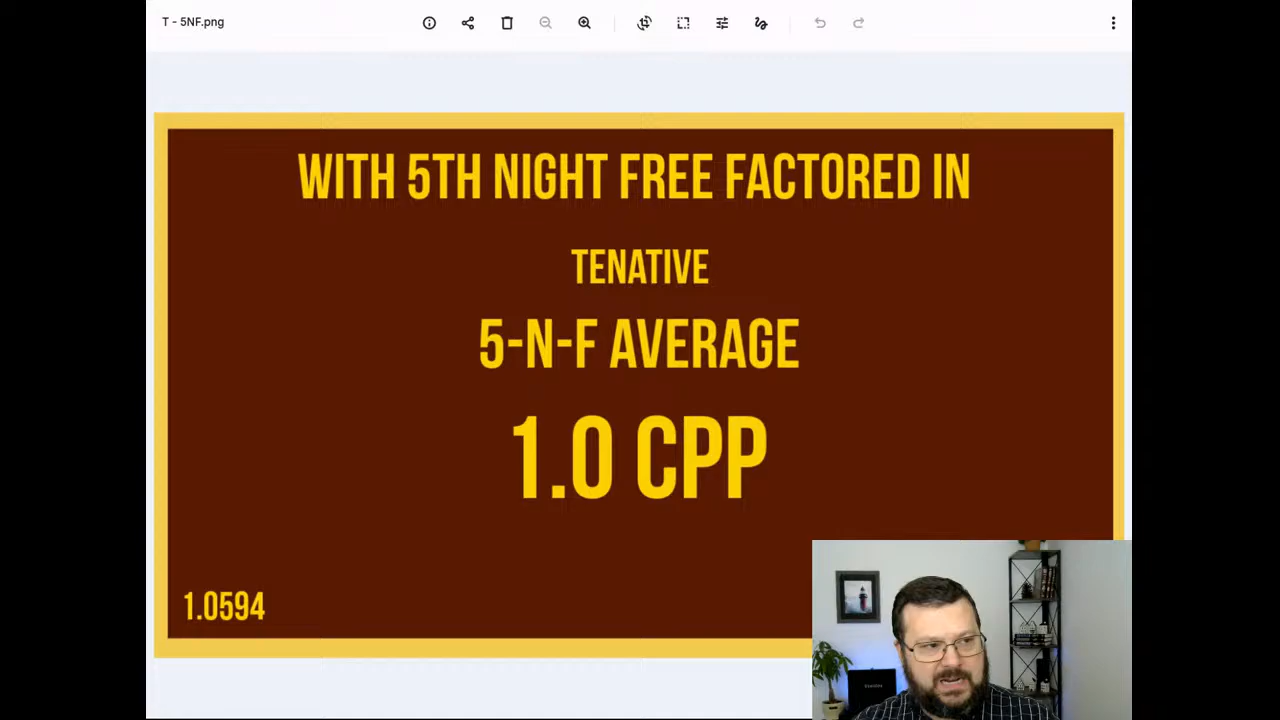 T - 5NF.png
WITH 5TH NIGHT FREE FACTORED IN
TENATIVE
5-N-F AVERAGE
1.0 CPP
1.0594